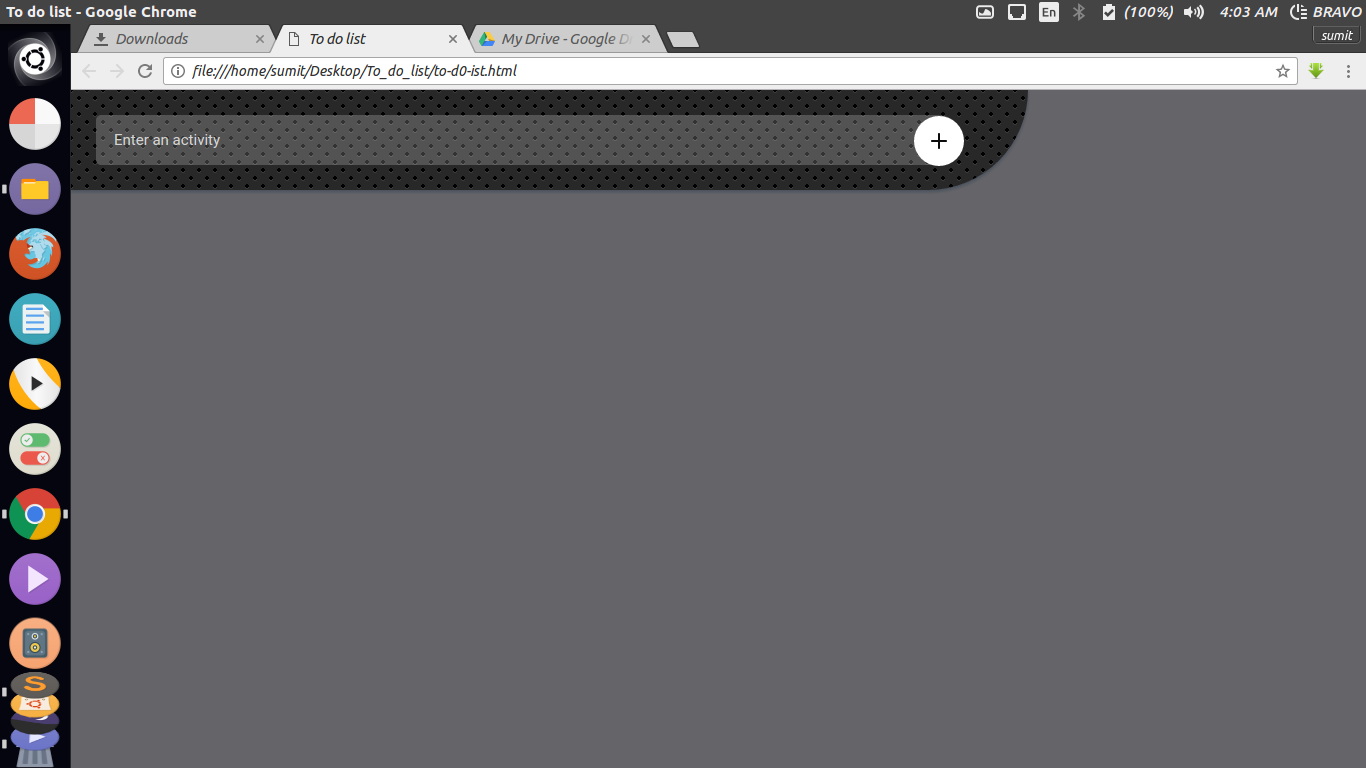 To do list - Google Chrome
En
(100%)
4:03 AM
BRAVO
sumit
Downloads
To do list
My Drive - Google D
file:///home/sumit/Desktop/To_do_list/to-d0-ist.html
Enter an activity
S